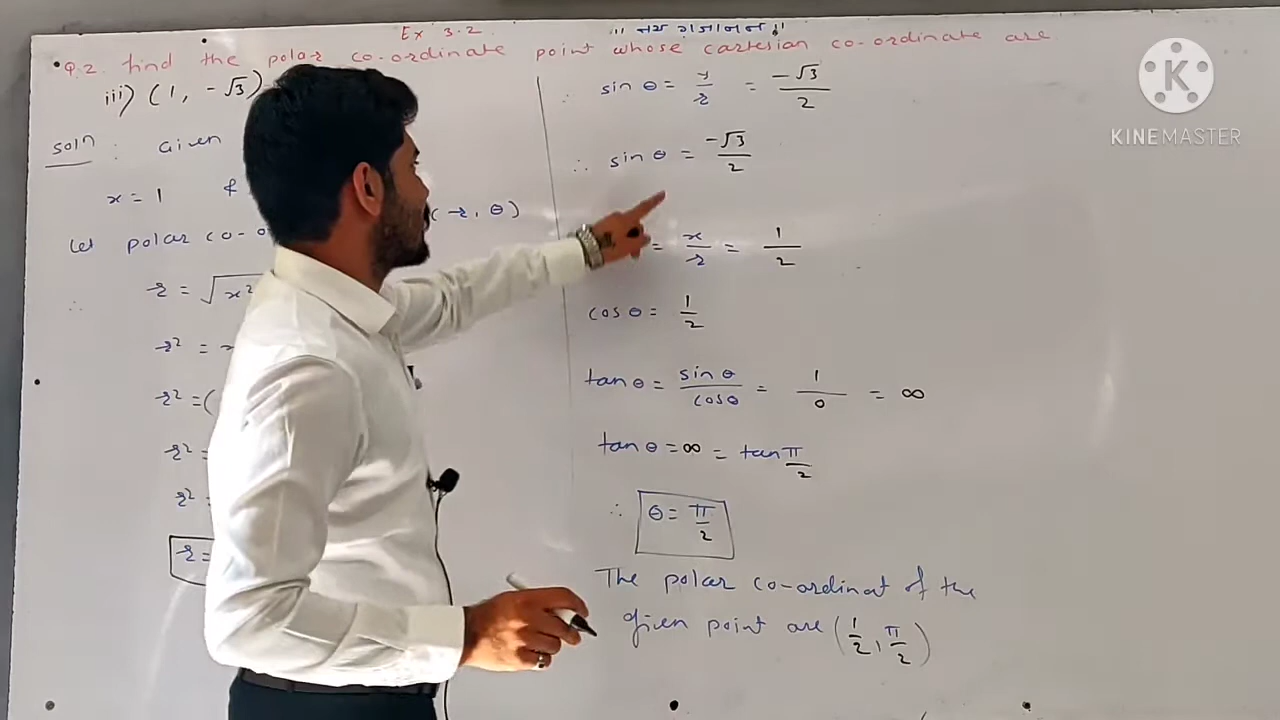 Ex 3.2.
Q.2. find the polar co-ordinate point whose cartesian co-ordinate are
iii) (1, -√3)
Soln : Given
x = 1 &
Let polar co-o (r, θ)
∴ r = √x²
r² =
r² = (
r² =
r²
r =
∴ sin θ = y/r = -√3/2
∴ sin θ = -√3/2
= x/r = 1/2
cos θ = 1/2
tan θ = sin θ/cos θ = 1/0 = ∞
tan θ = ∞ = tan π/2
∴ θ = π/2
The polar co-ordinat of the
given point are (1/2, π/2)
K
KINEMASTER